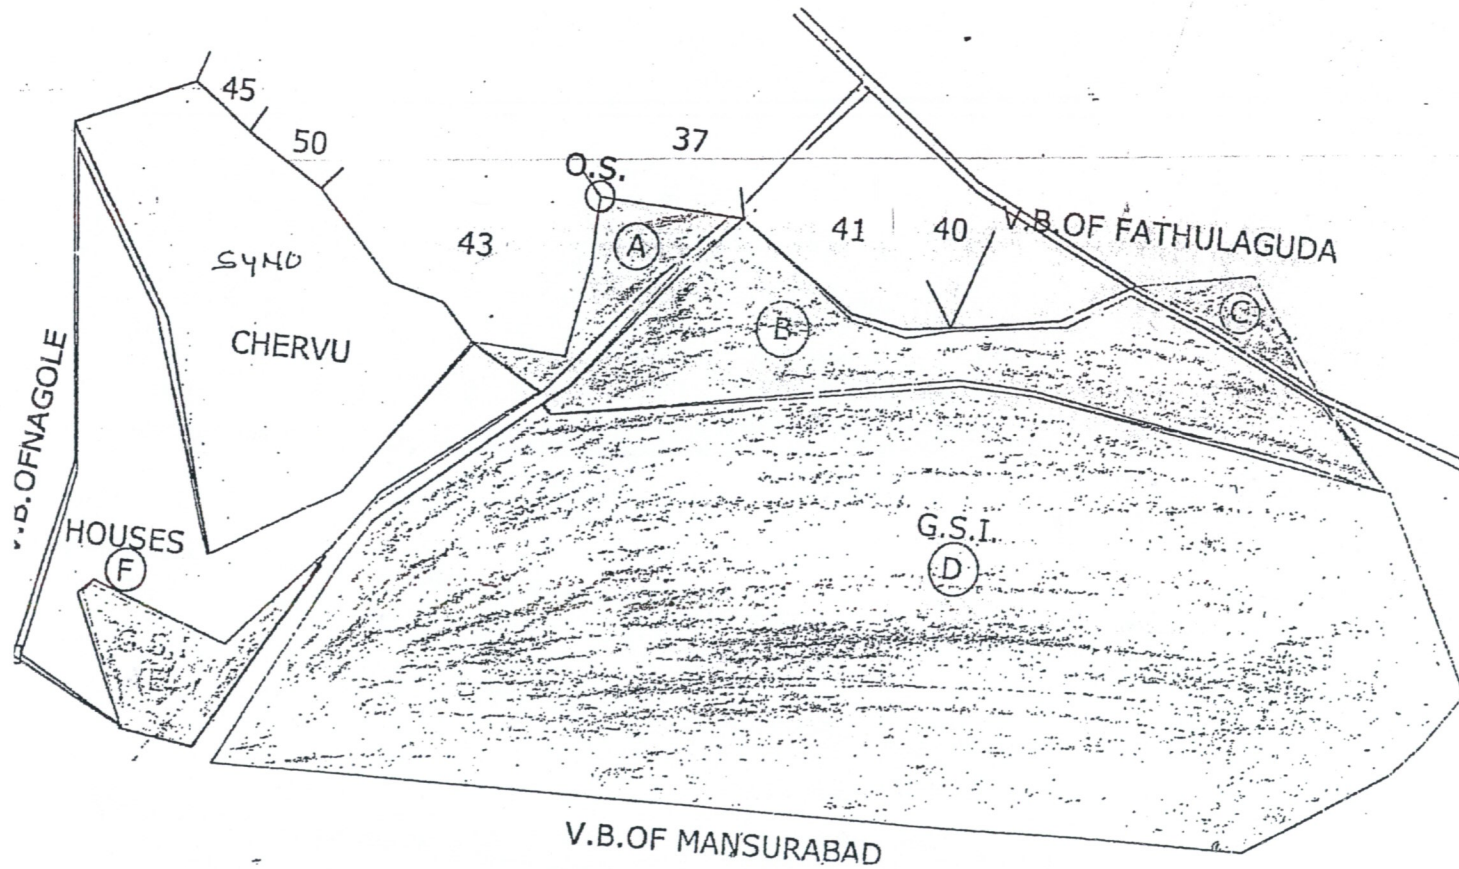 45
50
37
O.S.
A
43
41
40
V.B.OF FATHULAGUDA
SYNO
CHERVU
B
C
V.B.OFNAGOLE
HOUSES
F
G.S.I.
D
G.S.I.
E
V.B.OF MANSURABAD